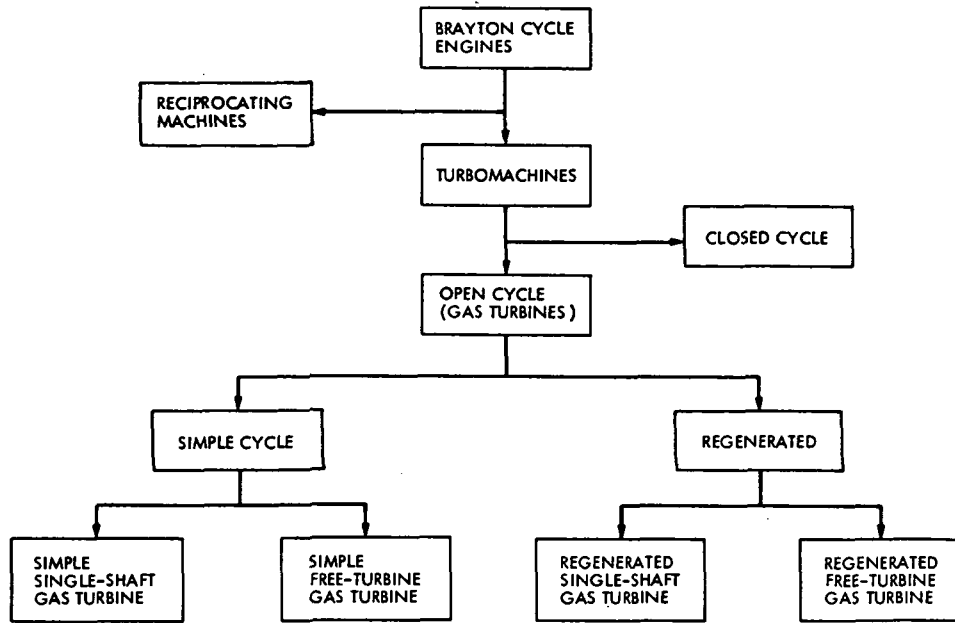 BRAYTON CYCLE
ENGINES
RECIPROCATING
MACHINES
TURBOMACHINES
CLOSED CYCLE
OPEN CYCLE
(GAS TURBINES)
SIMPLE CYCLE
REGENERATED
SIMPLE
SINGLE-SHAFT
GAS TURBINE
SIMPLE
FREE-TURBINE
GAS TURBINE
REGENERATED
SINGLE-SHAFT
GAS TURBINE
REGENERATED
FREE-TURBINE
GAS TURBINE